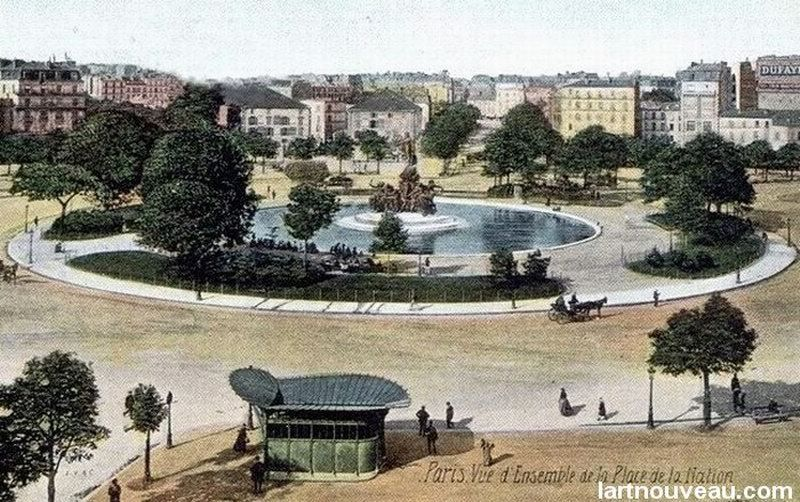 DUFAY
Paris. Vue d'Ensemble de la Place de la Nation
lartnouveau.com